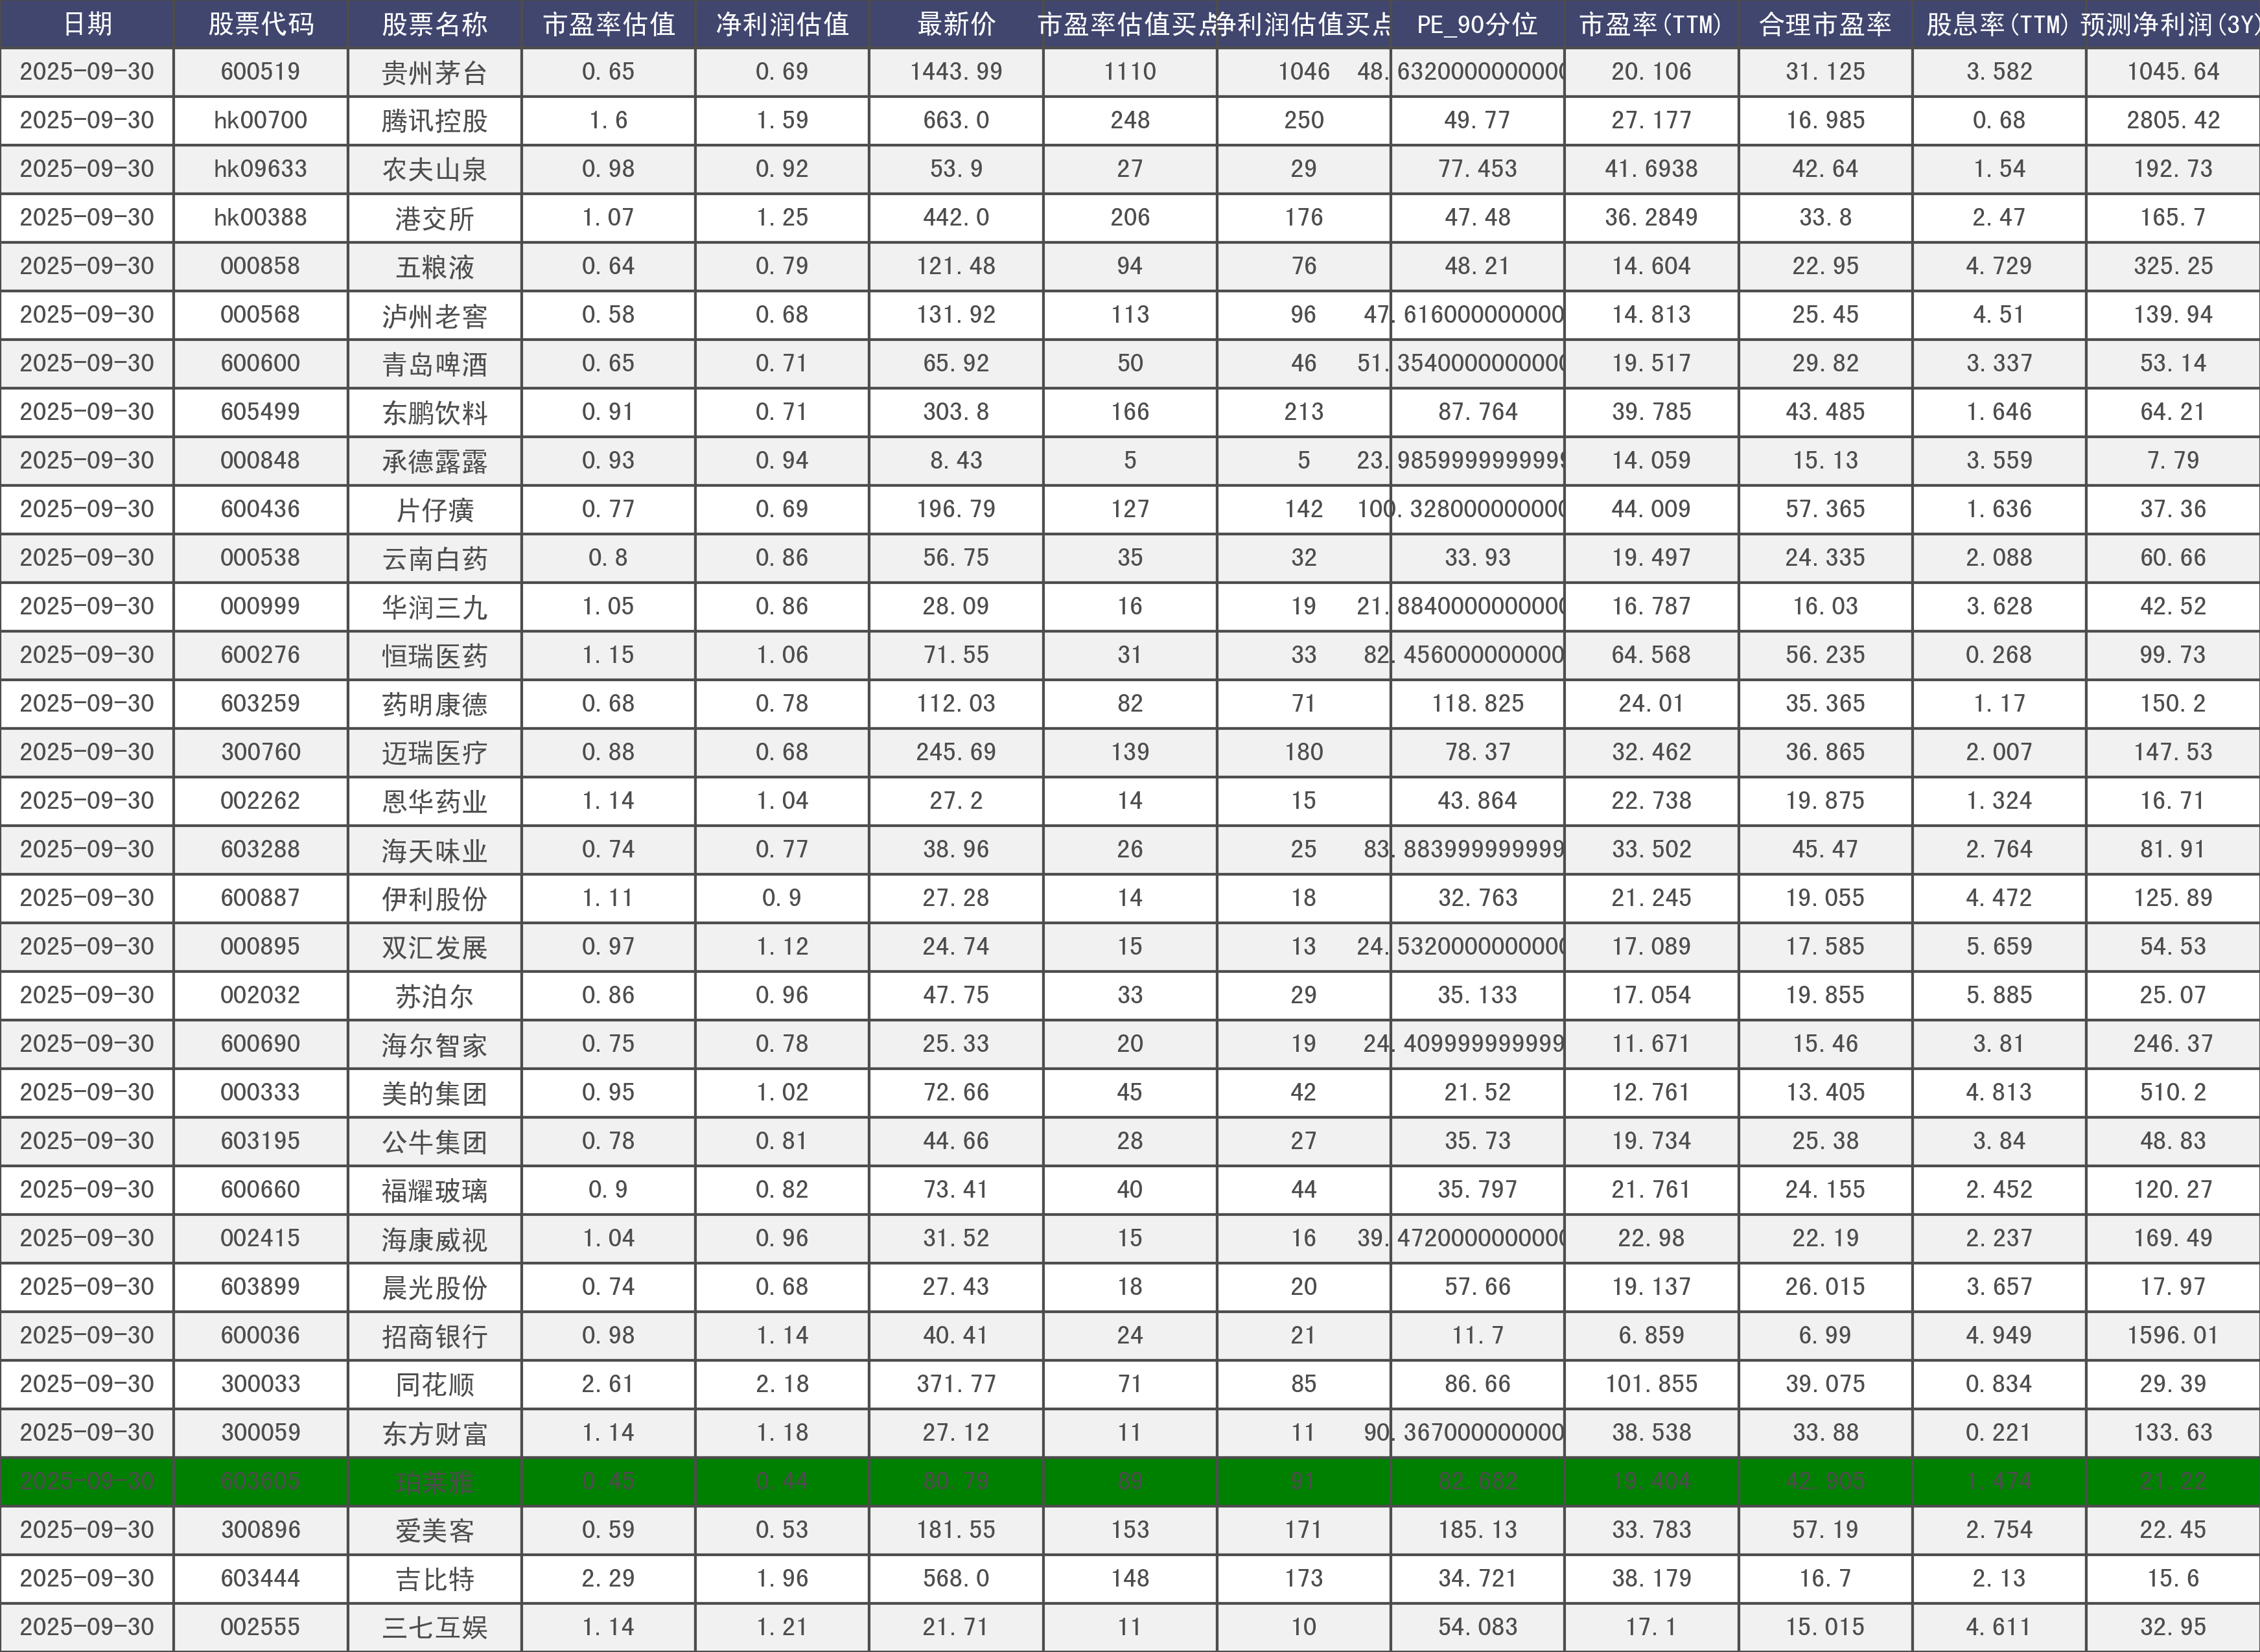 日期 股票代码 股票名称 市盈率估值 净利润估值 最新价 市盈率估值买点 净利润估值买点 PE_90分位 市盈率(TTM) 合理市盈率 股息率(TTM) 预测净利润(3Y)
2025-09-30 600519 贵州茅台 0.65 0.69 1443.99 1110 1046 48.6320000000000 20.106 31.125 3.582 1045.64
2025-09-30 hk00700 腾讯控股 1.6 1.59 663.0 248 250 49.77 27.177 16.985 0.68 2805.42
2025-09-30 hk09633 农夫山泉 0.98 0.92 53.9 27 29 77.453 41.6938 42.64 1.54 192.73
2025-09-30 hk00388 港交所 1.07 1.25 442.0 206 176 47.48 36.2849 33.8 2.47 165.7
2025-09-30 000858 五粮液 0.64 0.79 121.48 94 76 48.21 14.604 22.95 4.729 325.25
2025-09-30 000568 泸州老窖 0.58 0.68 131.92 113 96 47.616000000000 14.813 25.45 4.51 139.94
2025-09-30 600600 青岛啤酒 0.65 0.71 65.92 50 46 51.3540000000000 19.517 29.82 3.337 53.14
2025-09-30 605499 东鹏饮料 0.91 0.71 303.8 166 213 87.764 39.785 43.485 1.646 64.21
2025-09-30 000848 承德露露 0.93 0.94 8.43 5 5 23.9859999999999 14.059 15.13 3.559 7.79
2025-09-30 600436 片仔癀 0.77 0.69 196.79 127 142 100.328000000000 44.009 57.365 1.636 37.36
2025-09-30 000538 云南白药 0.8 0.86 56.75 35 32 33.93 19.497 24.335 2.088 60.66
2025-09-30 000999 华润三九 1.05 0.86 28.09 16 19 21.8840000000000 16.787 16.03 3.628 42.52
2025-09-30 600276 恒瑞医药 1.15 1.06 71.55 31 33 82.456000000000 64.568 56.235 0.268 99.73
2025-09-30 603259 药明康德 0.68 0.78 112.03 82 71 118.825 24.01 35.365 1.17 150.2
2025-09-30 300760 迈瑞医疗 0.88 0.68 245.69 139 180 78.37 32.462 36.865 2.007 147.53
2025-09-30 002262 恩华药业 1.14 1.04 27.2 14 15 43.864 22.738 19.875 1.324 16.71
2025-09-30 603288 海天味业 0.74 0.77 38.96 26 25 83.883999999999 33.502 45.47 2.764 81.91
2025-09-30 600887 伊利股份 1.11 0.9 27.28 14 18 32.763 21.245 19.055 4.472 125.89
2025-09-30 000895 双汇发展 0.97 1.12 24.74 15 13 24.5320000000000 17.089 17.585 5.659 54.53
2025-09-30 002032 苏泊尔 0.86 0.96 47.75 33 29 35.133 17.054 19.855 5.885 25.07
2025-09-30 600690 海尔智家 0.75 0.78 25.33 20 19 24.409999999999 11.671 15.46 3.81 246.37
2025-09-30 000333 美的集团 0.95 1.02 72.66 45 42 21.52 12.761 13.405 4.813 510.2
2025-09-30 603195 公牛集团 0.78 0.81 44.66 28 27 35.73 19.734 25.38 3.84 48.83
2025-09-30 600660 福耀玻璃 0.9 0.82 73.41 40 44 35.797 21.761 24.155 2.452 120.27
2025-09-30 002415 海康威视 1.04 0.96 31.52 15 16 39.4720000000000 22.98 22.19 2.237 169.49
2025-09-30 603899 晨光股份 0.74 0.68 27.43 18 20 57.66 19.137 26.015 3.657 17.97
2025-09-30 600036 招商银行 0.98 1.14 40.41 24 21 11.7 6.859 6.99 4.949 1596.01
2025-09-30 300033 同花顺 2.61 2.18 371.77 71 85 86.66 101.855 39.075 0.834 29.39
2025-09-30 300059 东方财富 1.14 1.18 27.12 11 11 90.367000000000 38.538 33.88 0.221 133.63
2025-09-30 603605 珀莱雅 0.45 0.44 80.79 89 91 82.682 19.404 42.905 1.474 21.22
2025-09-30 300896 爱美客 0.59 0.53 181.55 153 171 185.13 33.783 57.19 2.754 22.45
2025-09-30 603444 吉比特 2.29 1.96 568.0 148 173 34.721 38.179 16.7 2.13 15.6
2025-09-30 002555 三七互娱 1.14 1.21 21.71 11 10 54.083 17.1 15.015 4.611 32.95